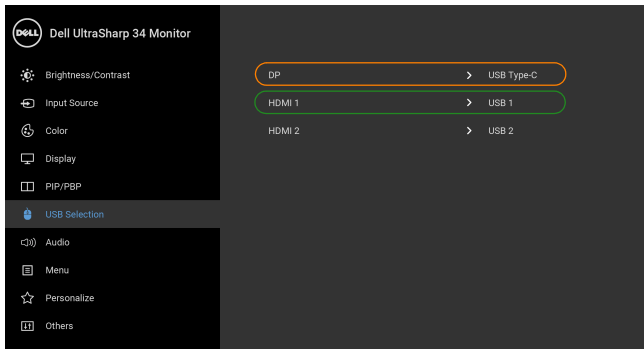 DELL Dell UltraSharp 34 Monitor
Brightness/Contrast
Input Source
Color
Display
PIP/PBP
USB Selection
Audio
Menu
Personalize
Others
DP > USB Type-C
HDMI 1 > USB 1
HDMI 2 > USB 2